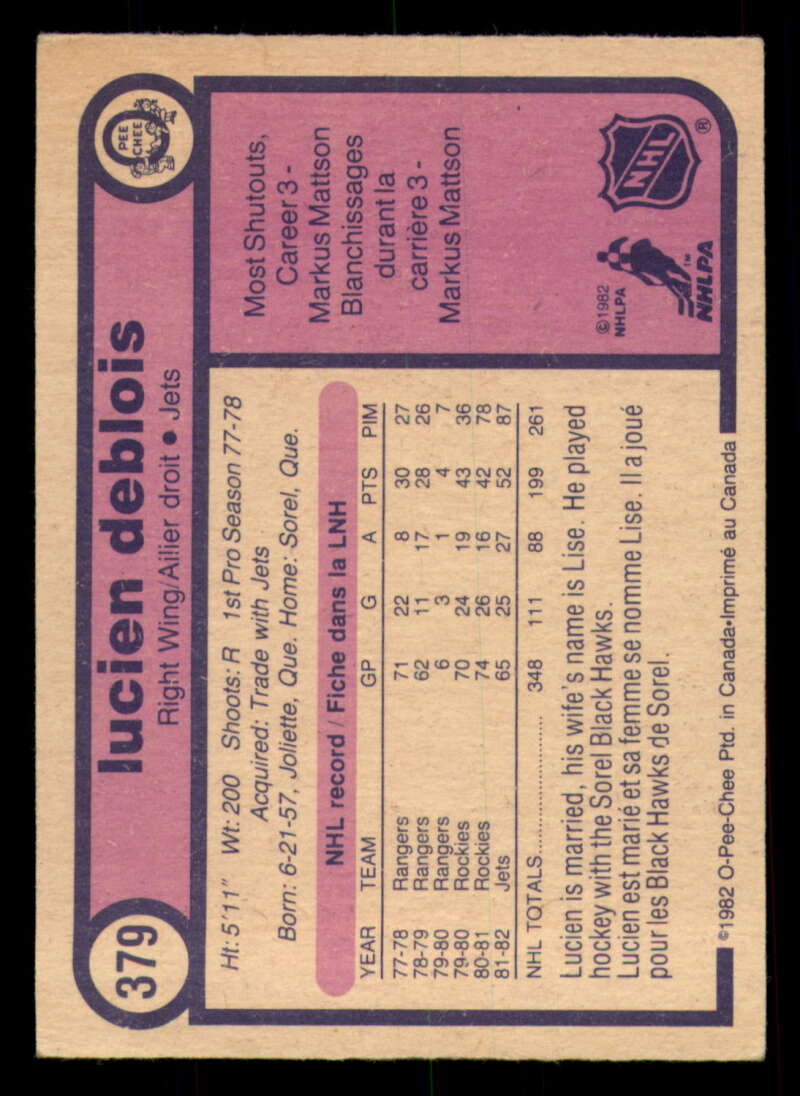 379
lucien deblois
Right Wing/Ailier droit • Jets
O
PEE
CHEE
Ht: 5'11" Wt: 200 Shoots: R 1st Pro Season 77-78
Acquired: Trade with Jets
Born: 6-21-57, Joliette, Que. Home: Sorel, Que.
NHL record / Fiche dans la LNH
YEAR TEAM GP G A PTS PIM
77-78 Rangers 71 22 8 30 27
78-79 Rangers 62 11 17 28 26
79-80 Rangers 6 3 1 4 7
79-80 Rockies 70 24 19 43 36
80-81 Rockies 74 26 16 42 78
81-82 Jets 65 25 27 52 87
NHL TOTALS.................... 348 111 88 199 261
Lucien is married, his wife's name is Lise. He played
hockey with the Sorel Black Hawks.
Lucien est marié et sa femme se nomme Lise. Il a joué
pour les Black Hawks de Sorel.
Most Shutouts,
Career 3 -
Markus Mattson
Blanchissages
durant la
carrière 3 -
Markus Mattson
©1982
NHLPA
NHLPA ™
NHL ®
©1982 O-Pee-Chee Ptd. in Canada•Imprimé au Canada